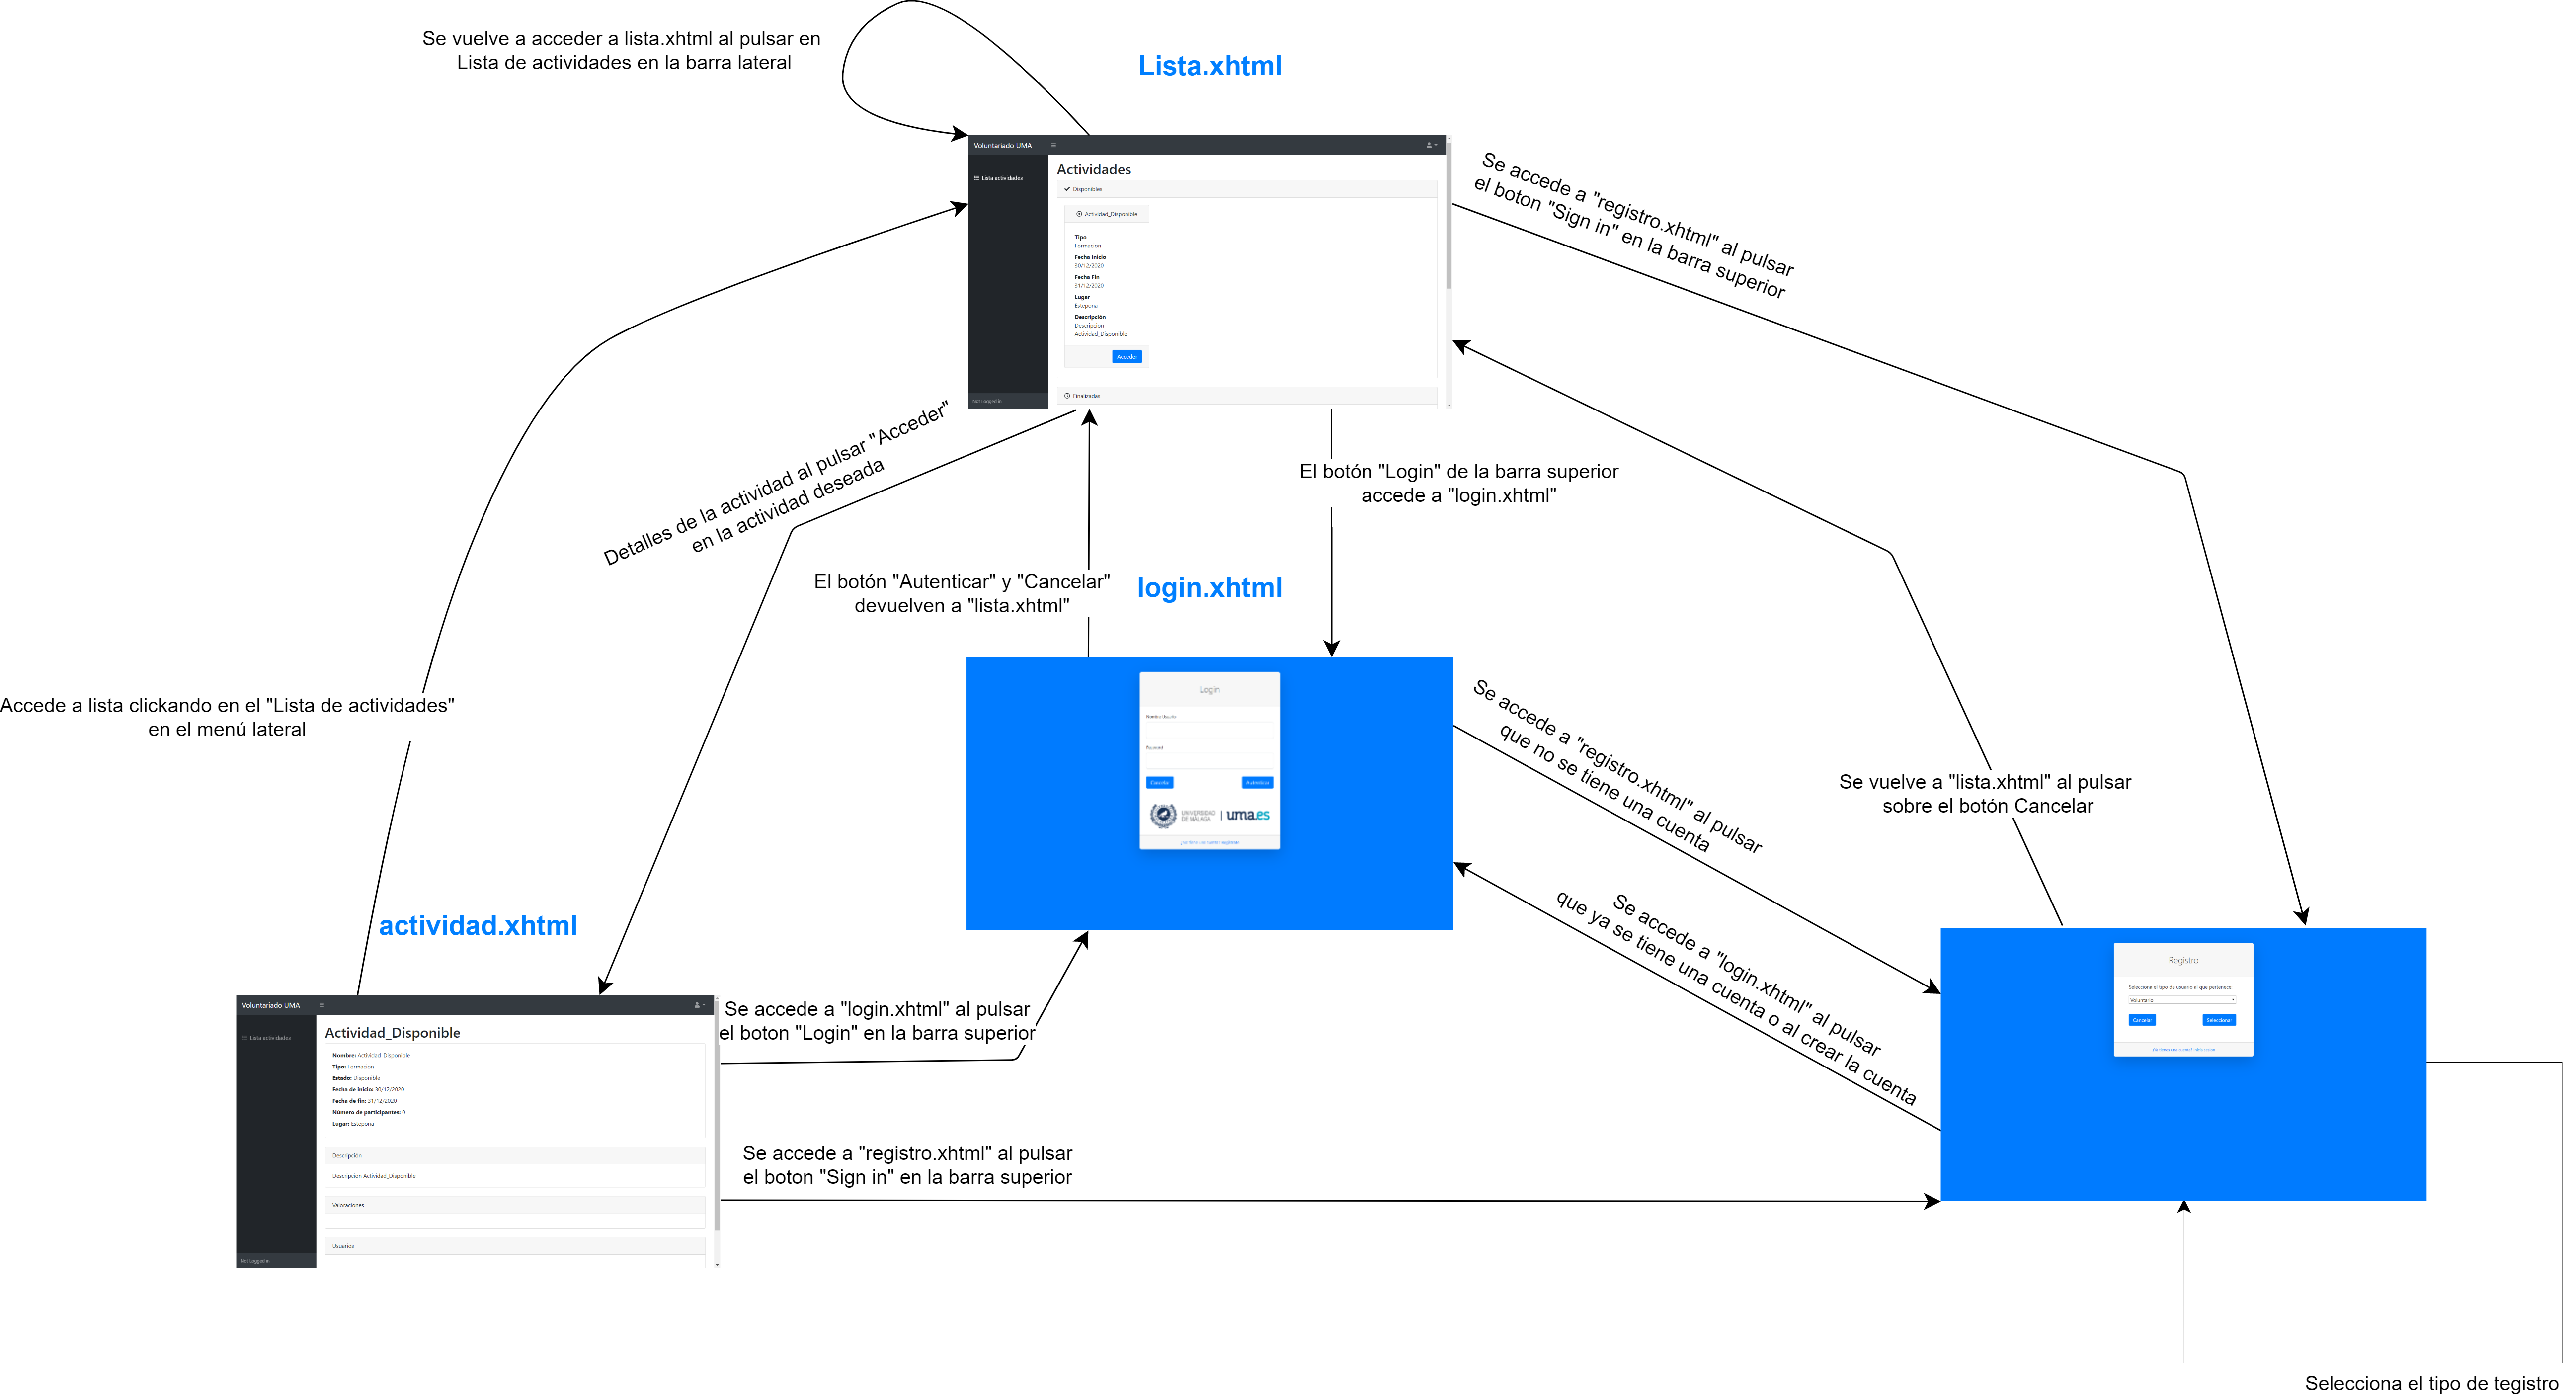 Se vuelve a acceder a lista.xhtml al pulsar en
Lista de actividades en la barra lateral
Lista.xhtml
Voluntariado UMA
Lista actividades
Not Logged in
Actividades
Disponibles
Actividad_Disponible
Tipo
Formacion
Fecha Inicio
30/12/2020
Fecha Fin
31/12/2020
Lugar
Estepona
Descripción
Descripcion
Actividad_Disponible
Acceder
Finalizadas
Se accede a "registro.xhtml" al pulsar
el boton "Sign in" en la barra superior
Detalles de la actividad al pulsar "Acceder"
en la actividad deseada
El botón "Login" de la barra superior
accede a "login.xhtml"
El botón "Autenticar" y "Cancelar"
devuelven a "lista.xhtml"
login.xhtml
Login
Password
Cancelar
Autenticar
UNIVERSIDAD
DE MÁLAGA
uma.es
Accede a lista clickando en el "Lista de actividades"
en el menú lateral
Se accede a "registro.xhtml" al pulsar
que no se tiene una cuenta
Se vuelve a "lista.xhtml" al pulsar
sobre el botón Cancelar
Se accede a "login.xhtml" al pulsar
que ya se tiene una cuenta o al crear la cuenta
actividad.xhtml
Voluntariado UMA
Lista actividades
Not Logged in
Actividad_Disponible
Nombre: Actividad_Disponible
Tipo: Formacion
Estado: Disponible
Fecha de inicio: 30/12/2020
Fecha de fin: 31/12/2020
Número de participantes: 0
Lugar: Estepona
Descripción
Descripcion Actividad_Disponible
Valoraciones
Usuarios
Se accede a "login.xhtml" al pulsar
el boton "Login" en la barra superior
Se accede a "registro.xhtml" al pulsar
el boton "Sign in" en la barra superior
Registro
Selecciona el tipo de usuario al que pertenece:
Voluntario
Cancelar
Seleccionar
¿Ya tienes una cuenta? Inicia sesion
Selecciona el tipo de tegistro